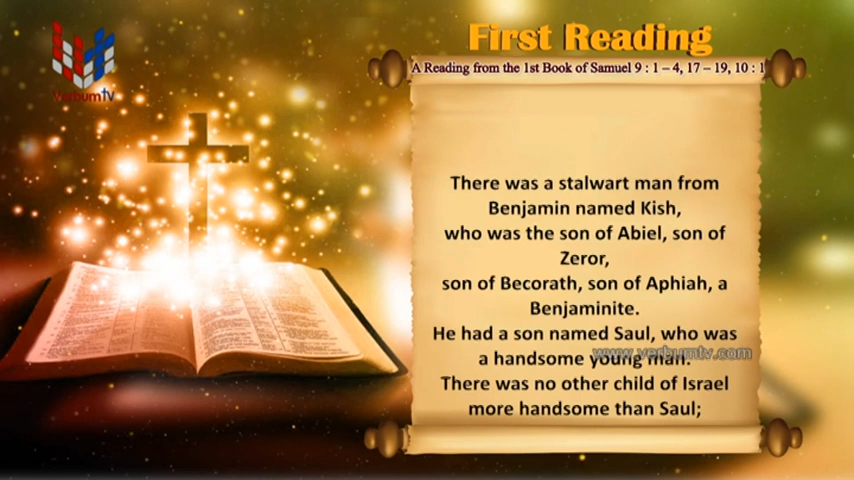 First Reading
A Reading from the 1st Book of Samuel 9 : 1 – 4, 17 – 19, 10 : 1
verbumtv
There was a stalwart man from
Benjamin named Kish,
who was the son of Abiel, son of
Zeror,
son of Becorath, son of Aphiah, a
Benjaminite.
He had a son named Saul, who was
a handsome young man.
www.verbumtv.com
There was no other child of Israel
more handsome than Saul;